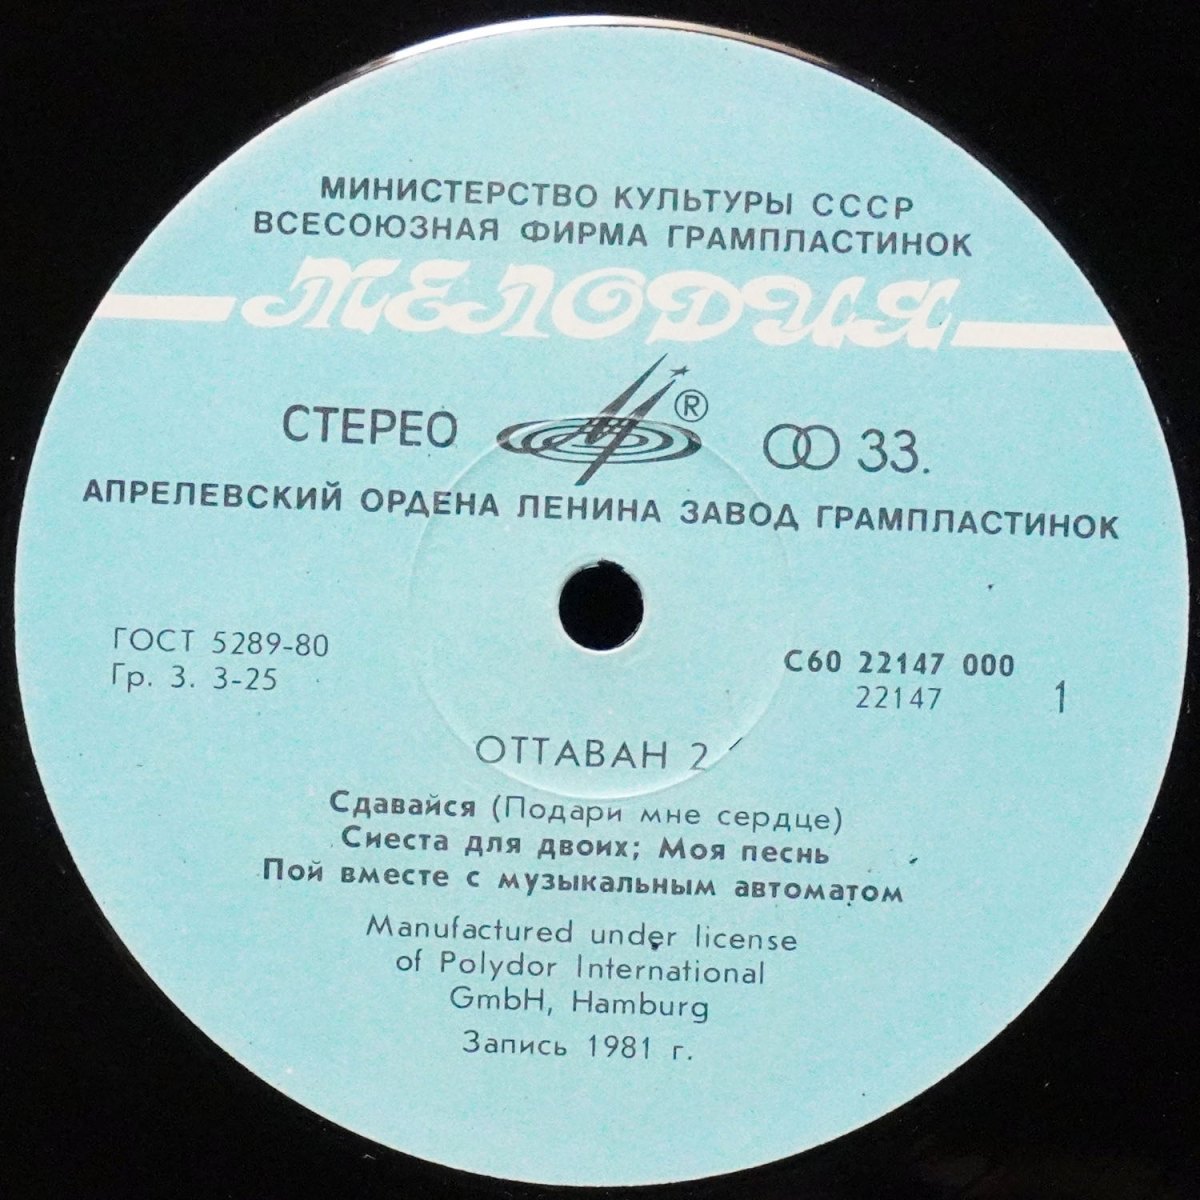 МИНИСТЕРСТВО КУЛЬТУРЫ СССР
ВСЕСОЮЗНАЯ ФИРМА ГРАМПЛАСТИНОК
МЕЛОДИЯ
СТЕРЕО ® 33.
АПРЕЛЕВСКИЙ ОРДЕНА ЛЕНИНА ЗАВОД ГРАМПЛАСТИНОК
ГОСТ 5289-80
Гр. 3. 3-25
С60 22147 000
22147 1
ОТТАВАН 2
Сдавайся (Подари мне сердце)
Сиеста для двоих; Моя песнь
Пой вместе с музыкальным автоматом
Manufactured under license
of Polydor International
GmbH, Hamburg
Запись 1981 г.